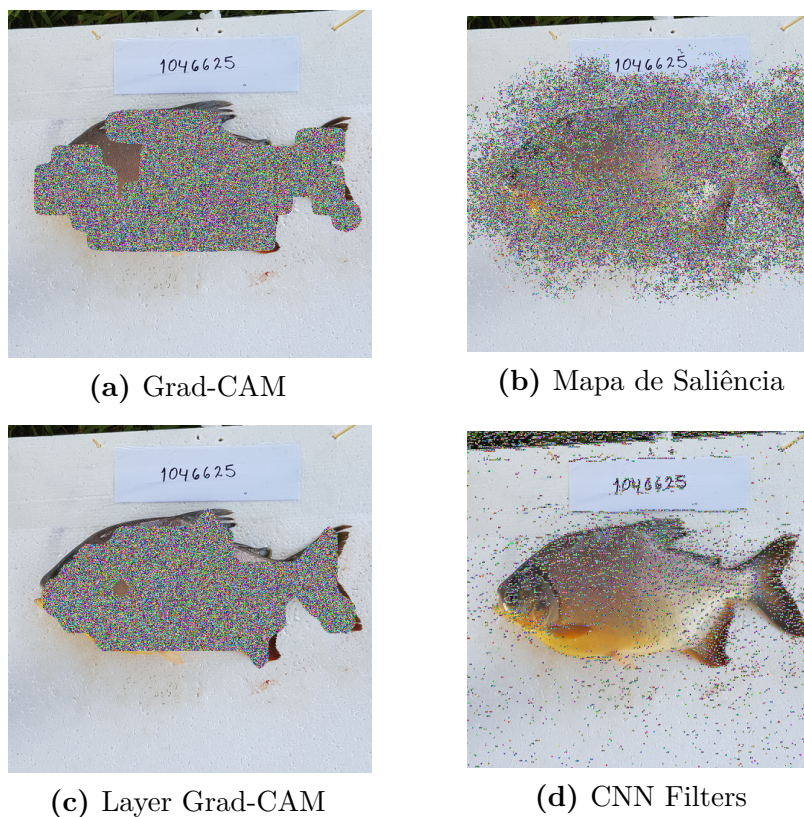 1046625
1046625
(a) Grad-CAM
(b) Mapa de Saliência
1046625
1046625
(c) Layer Grad-CAM
(d) CNN Filters